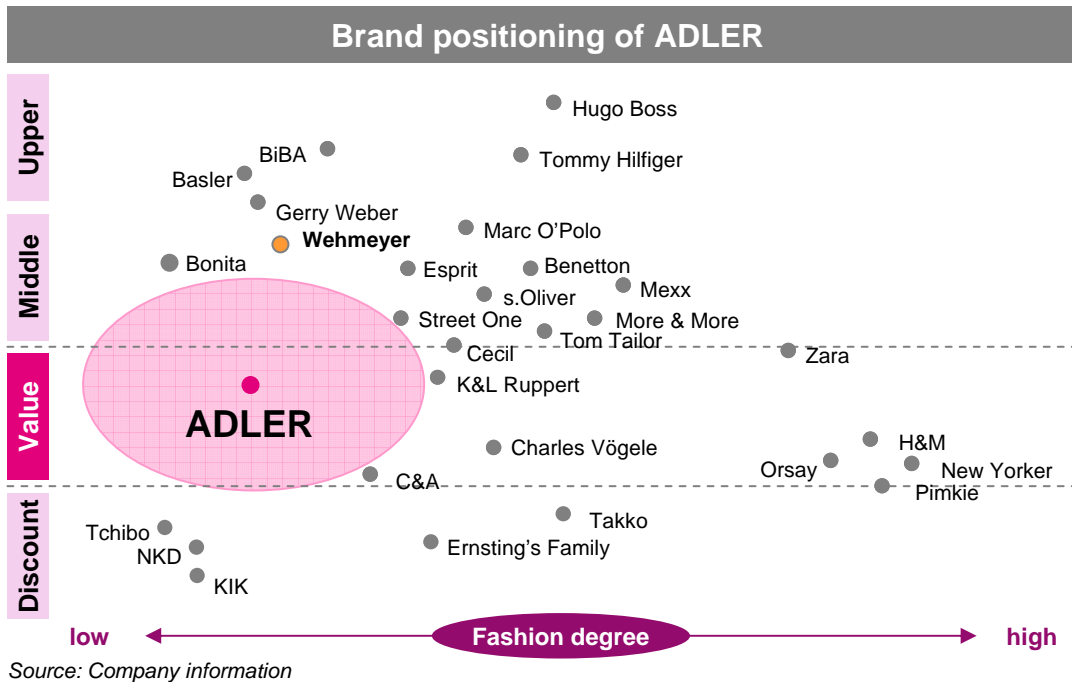 Brand positioning of ADLER
Upper
Hugo Boss
BiBA
Tommy Hilfiger
Basler
Gerry Weber
Middle
Marc O’Polo
Wehmeyer
Bonita
Esprit
Benetton
Mexx
s.Oliver
Street One
More & More
Tom Tailor
Cecil
Zara
Value
K&L Ruppert
ADLER
Charles Vögele
H&M
Orsay
New Yorker
C&A
Pimkie
Discount
Takko
Tchibo
Ernsting’s Family
NKD
KIK
low
Fashion degree
high
Source: Company information